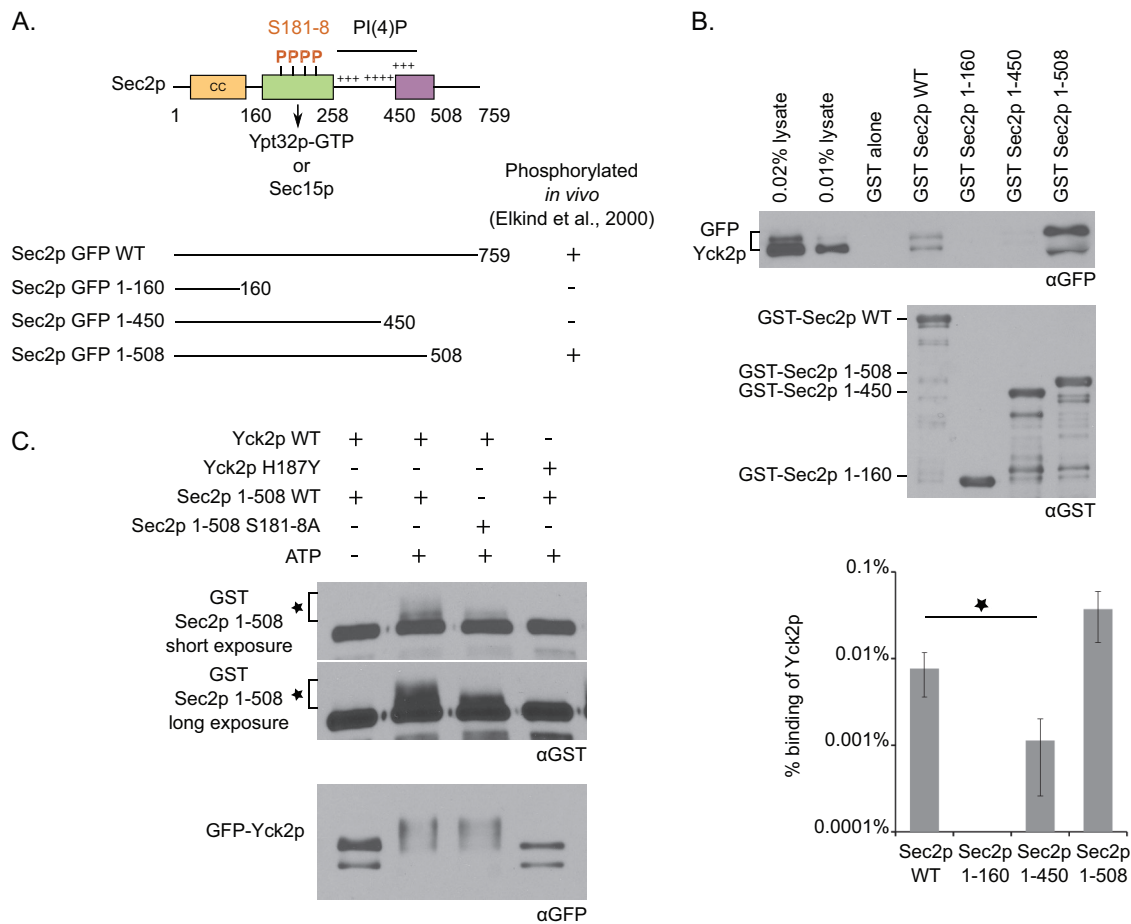 A.
S181-8
PI(4)P
PPPP
+++
+++ ++++
Sec2p
CC
1 160 258 450 508 759
Ypt32p-GTP
or
Sec15p
Phosphorylated
in vivo
(Elkind et al., 2000)
Sec2p GFP WT 759 +
Sec2p GFP 1-160 160 -
Sec2p GFP 1-450 450 -
Sec2p GFP 1-508 508 +
B.
0.02% lysate
0.01% lysate
GST alone
GST Sec2p WT
GST Sec2p 1-160
GST Sec2p 1-450
GST Sec2p 1-508
GFP
Yck2p
αGFP
GST-Sec2p WT
GST-Sec2p 1-508
GST-Sec2p 1-450
GST-Sec2p 1-160
αGST
% binding of Yck2p
0.1%
0.01%
0.001%
0.0001%
Sec2p WT
Sec2p 1-160
Sec2p 1-450
Sec2p 1-508
C.
Yck2p WT + + + -
Yck2p H187Y - - - +
Sec2p 1-508 WT + + - +
Sec2p 1-508 S181-8A - - + -
ATP - + + +
GST
Sec2p 1-508
short exposure
GST
Sec2p 1-508
long exposure
αGST
GFP-Yck2p
αGFP